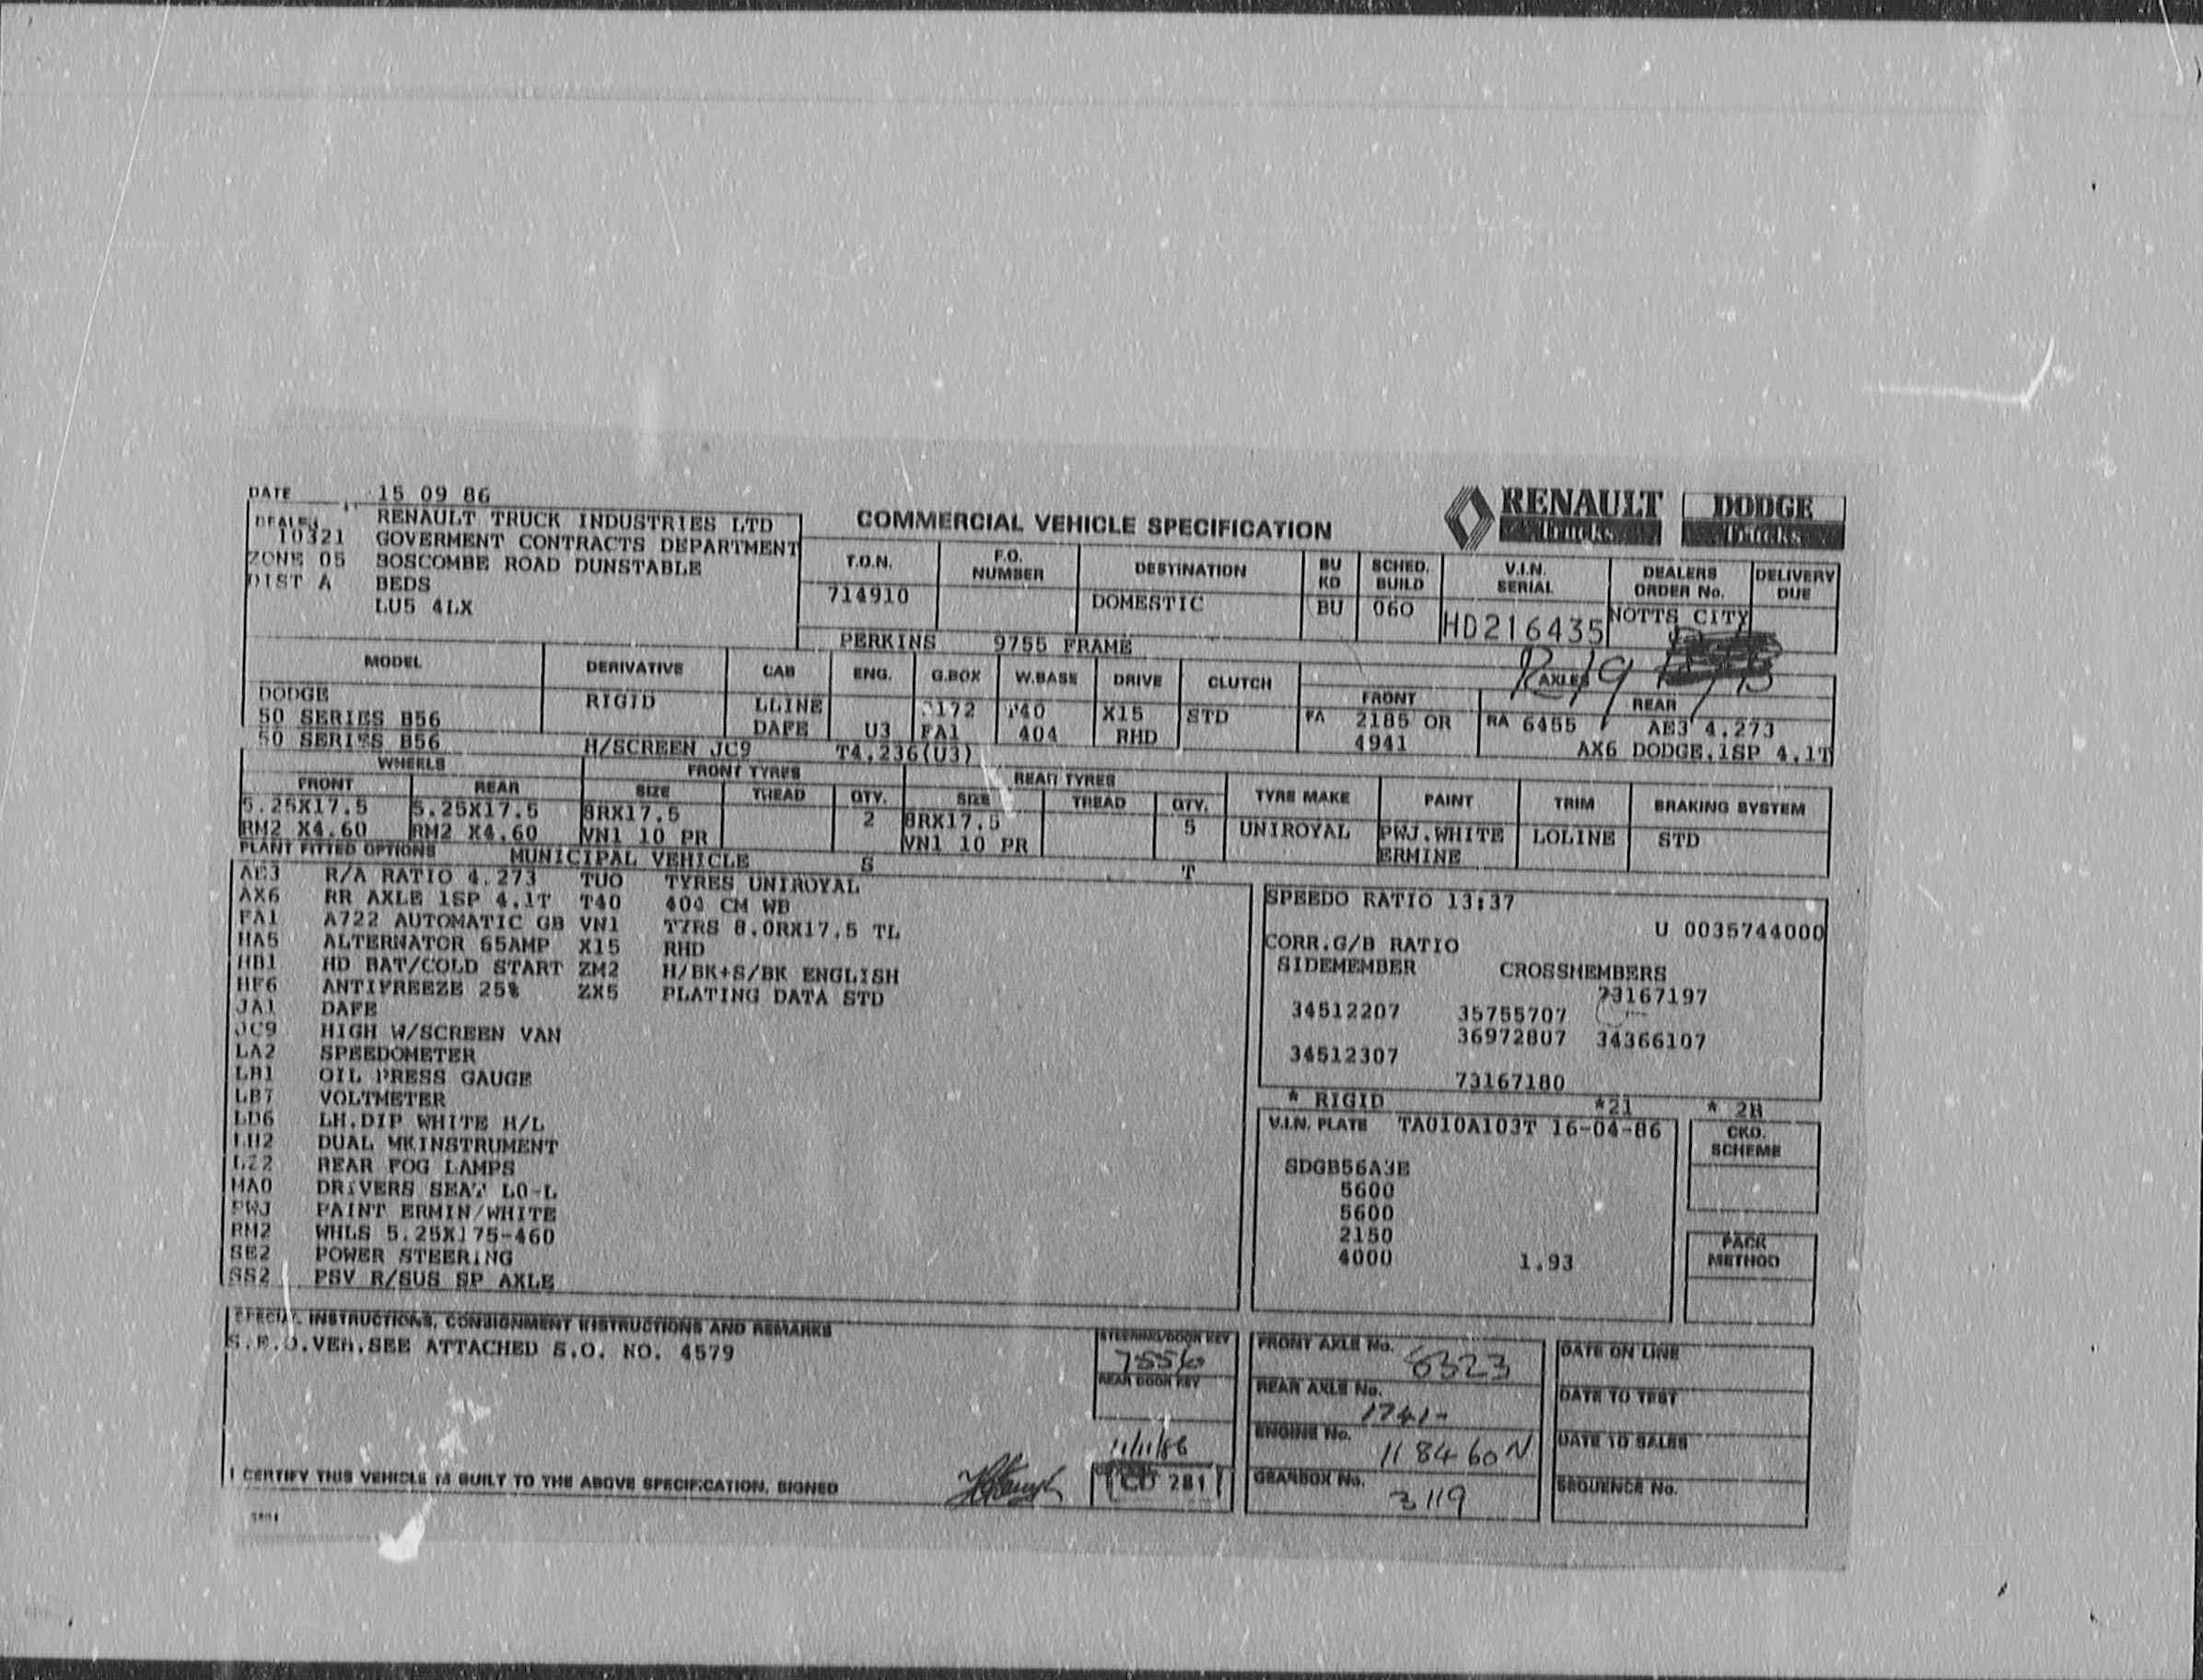 DATE 15 09 86
DEALER RENAULT TRUCK INDUSTRIES LTD
10321 GOVERMENT CONTRACTS DEPARTMENT
ZONE 05 BOSCOMBE ROAD DUNSTABLE
DIST A BEDS
LU5 4LX
COMMERCIAL VEHICLE SPECIFICATION
RENAULT TRUCKS DODGE TRUCKS
T.O.N. F.O. NUMBER DESTINATION BU KD SCHED. BUILD V.I.N. SERIAL DEALERS ORDER No. DELIVERY DUE
714910 DOMESTIC BU 060 HD216435 NOTTS CITY
PERKINS 9755 FRAME
MODEL DERIVATIVE CAB ENG. G.BOX W.BASE DRIVE CLUTCH AXLES
FRONT REAR
DODGE RIGID LLINE T40 X15 STD FA 2185 OR RA 6455 AE3 4.273
50 SERIES B56 DAFE U3 FA1 404 RHD 4941 AX6 DODGE.1SP 4.1T
50 SERIES B56 H/SCREEN JC9 T4.236(U3)
WHEELS FRONT TYRES REAR TYRES
FRONT REAR SIZE TREAD QTY. SIZE TREAD QTY. TYRE MAKE PAINT TRIM BRAKING SYSTEM
5.25X17.5 5.25X17.5 8RX17.5 2 8RX17.5 5 UNIROYAL PWJ.WHITE LOLINE STD
RM2 X4.60 RM2 X4.60 VN1 10 PR VN1 10 PR ERMINE
PLANT FITTED OPTIONS MUNICIPAL VEHICLE S T
AE3 R/A RATIO 4.273 TUO TYRES UNIROYAL
AX6 RR AXLE 1SP 4.1T T40 404 CM WB
FA1 A722 AUTOMATIC GB VN1 TYRS 8.0RX17.5 TL
HA5 ALTERNATOR 65AMP X15 RHD
HB1 HD BAT/COLD START ZM2 H/BK+S/BK ENGLISH
HF6 ANTIFREEZE 25% ZX5 PLATING DATA STD
JA1 DAFE
JC9 HIGH W/SCREEN VAN
LA2 SPEEDOMETER
LB1 OIL PRESS GAUGE
LB7 VOLTMETER
LD6 LH.DIP WHITE H/L
LH2 DUAL MKINSTRUMENT
LZ2 REAR FOG LAMPS
MA0 DRIVERS SEAT LO-L
PWJ PAINT ERMIN/WHITE
RM2 WHLS 5.25X175-460
SE2 POWER STEERING
SS2 PSV R/SUS SP AXLE
SPEEDO RATIO 13:37
U 0035744000
CORR.G/B RATIO
SIDEMEMBER CROSSMEMBERS
73167197
34512207 35755707
36972807 34366107
34512307
73167180
* RIGID *21 * 2H
V.I.N. PLATE TA010A103T 16-04-86
SDGB56A3E
5600
5600
2150
4000 1.93
CKD. SCHEME
PACK METHOD
SPECIAL INSTRUCTIONS, CONSIGNMENT INSTRUCTIONS AND REMARKS
S.E.O.VEH.SEE ATTACHED S.O. NO. 4579
STEERING/DOOR KEY
7556
REAR DOOR KEY
11/11/86
CD 281
FRONT AXLE No. 8323
REAR AXLE No. 1741-
ENGINE No. 118460N
GEARBOX No. 3119
DATE ON LINE
DATE TO TEST
DATE TO SALES
SEQUENCE No.
I CERTIFY THIS VEHICLE IS BUILT TO THE ABOVE SPECIFICATION, SIGNED